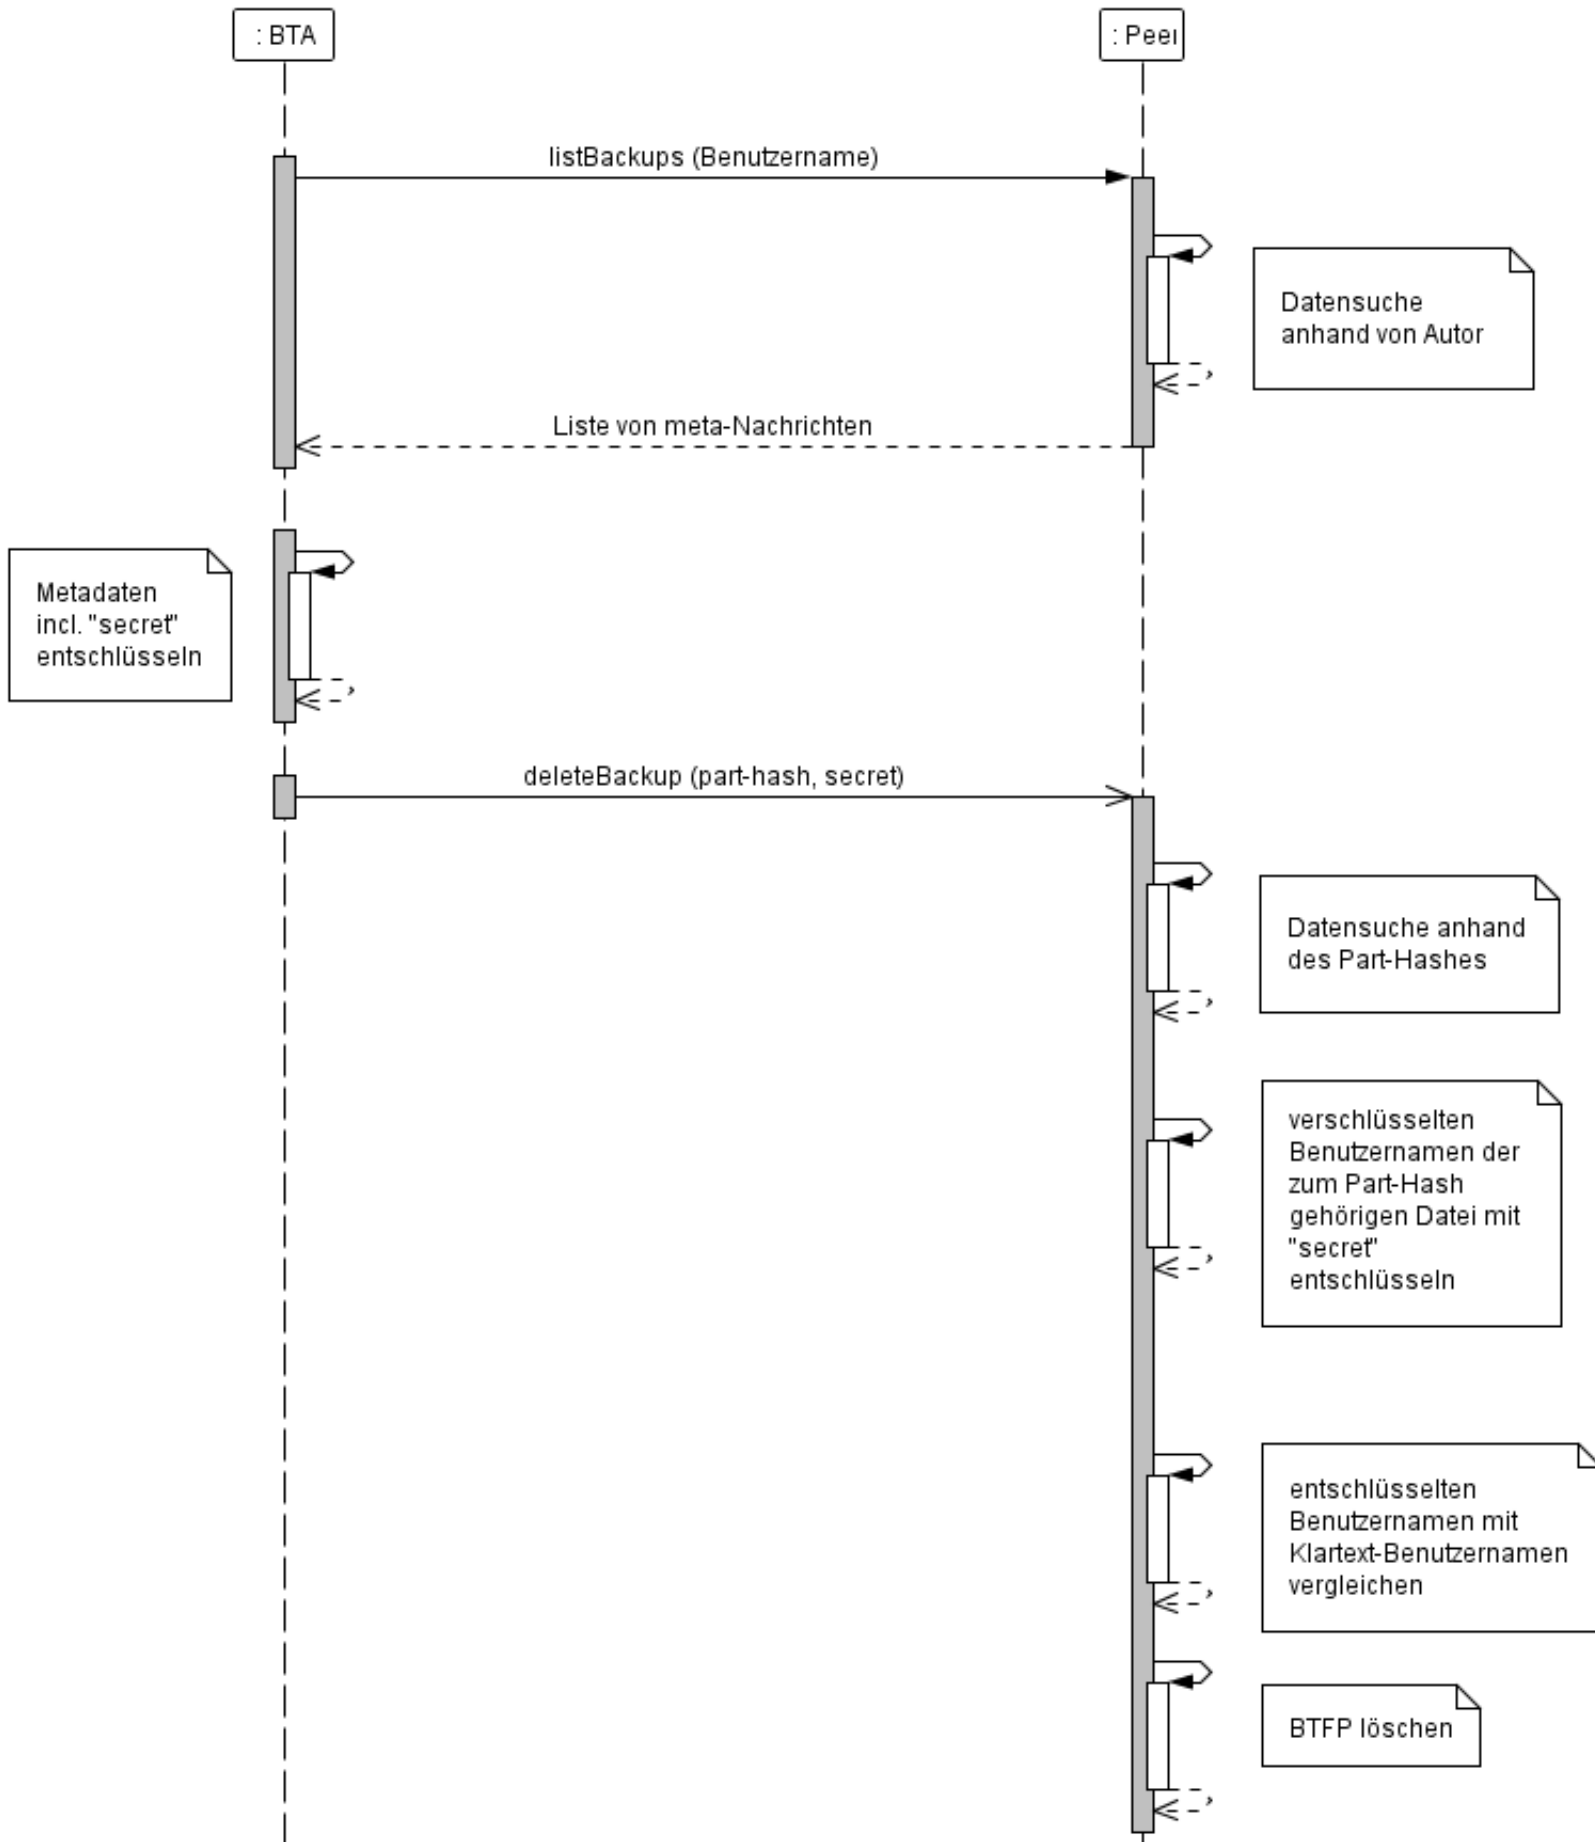 : BTA
: Peer
listBackups (Benutzername)
Datensuche
anhand von Autor
Liste von meta-Nachrichten
Metadaten
incl. "secret"
entschlüsseln
deleteBackup (part-hash, secret)
Datensuche anhand
des Part-Hashes
verschlüsselten
Benutzernamen der
zum Part-Hash
gehörigen Datei mit
"secret"
entschlüsseln
entschlüsselten
Benutzernamen mit
Klartext-Benutzernamen
vergleichen
BTFP löschen